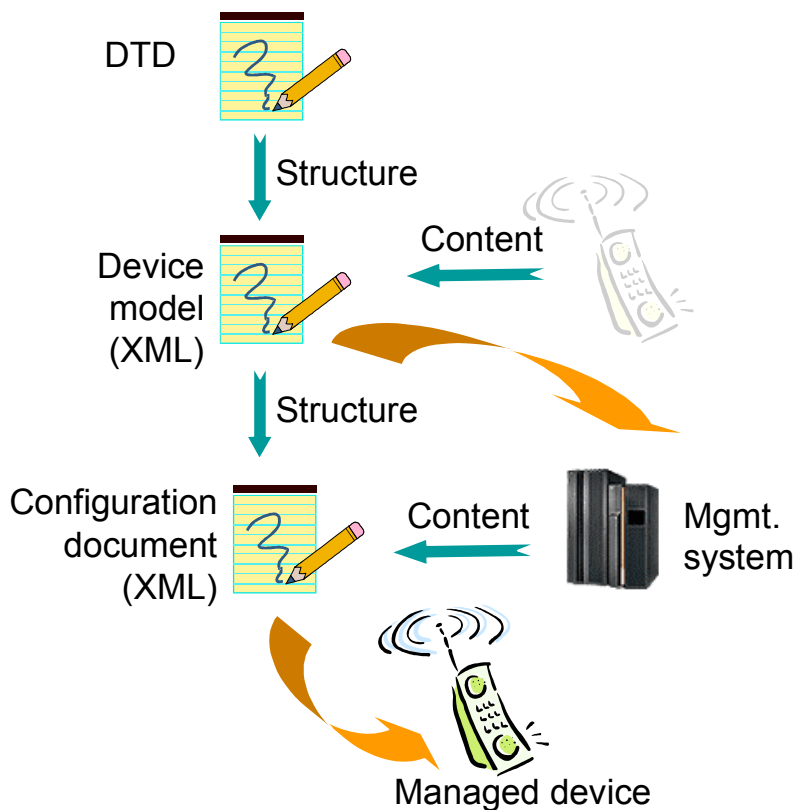 DTD
Structure
Content
Device
model
(XML)
Structure
Configuration
document
(XML)
Content
Mgmt.
system
Managed device